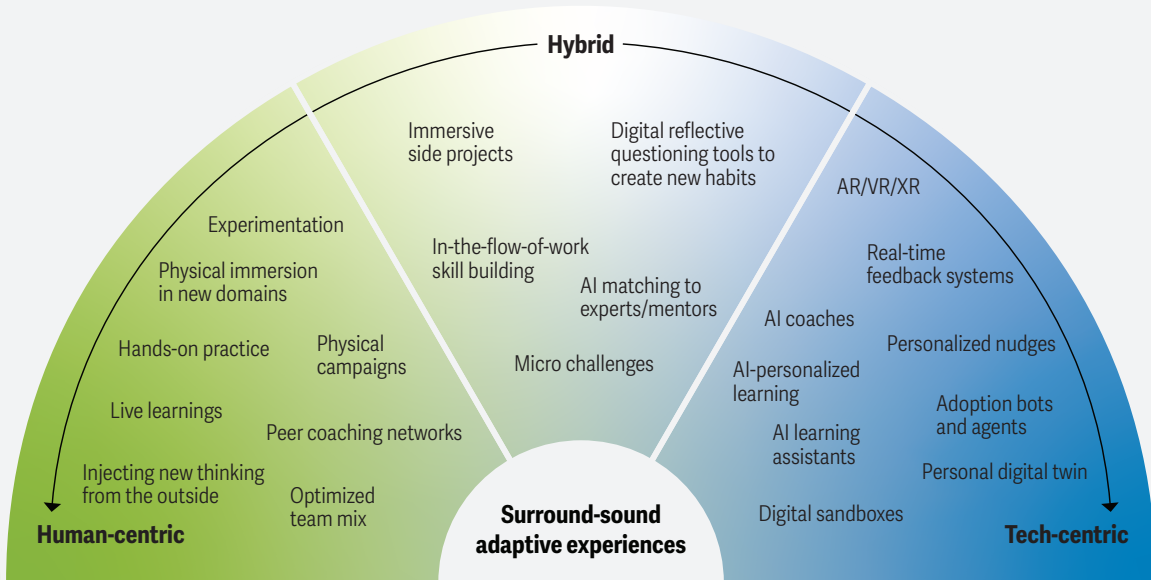 Hybrid
Immersive
side projects
Digital reflective
questioning tools to
create new habits
In-the-flow-of-work
skill building
AI matching to
experts/mentors
Micro challenges
Experimentation
Physical immersion
in new domains
Hands-on practice
Physical
campaigns
Live learnings
Peer coaching networks
Injecting new thinking
from the outside
Optimized
team mix
Human-centric
AR/VR/XR
Real-time
feedback systems
AI coaches
Personalized nudges
AI-personalized
learning
Adoption bots
and agents
AI learning
assistants
Personal digital twin
Digital sandboxes
Tech-centric
Surround-sound
adaptive experiences